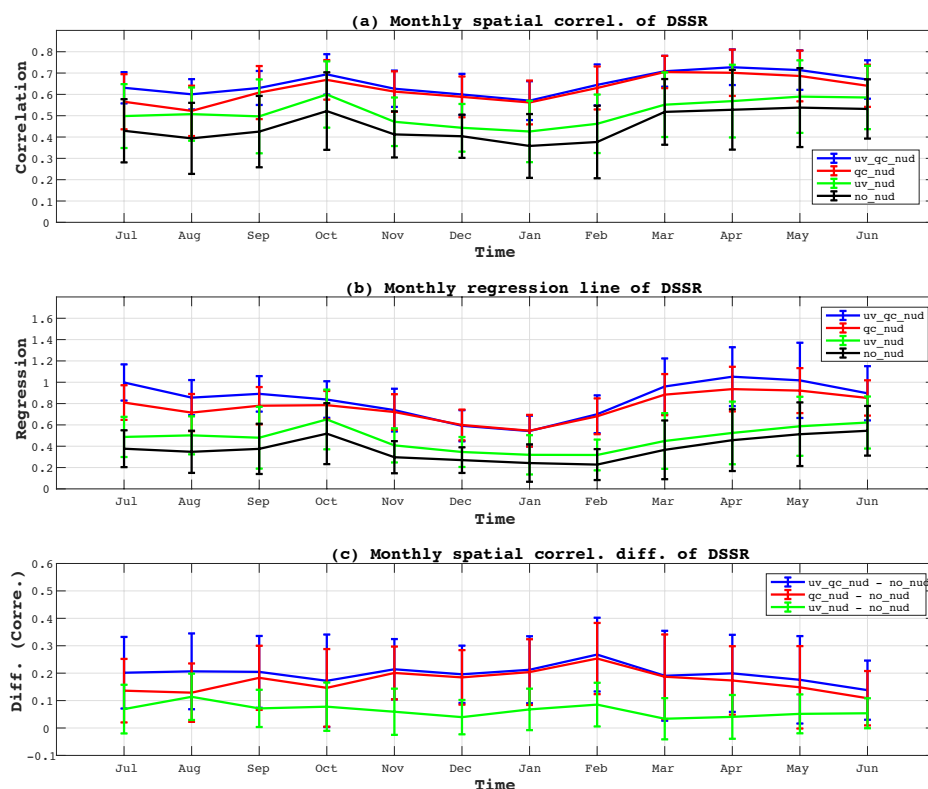 (a) Monthly spatial correl. of DSSR
Correlation
0.8
0.7
0.6
0.5
0.4
0.3
0.2
0.1
0
uv_qc_nud
qc_nud
uv_nud
no_nud
Jul Aug Sep Oct Nov Dec Jan Feb Mar Apr May Jun
Time
(b) Monthly regression line of DSSR
Regression
1.6
1.4
1.2
1
0.8
0.6
0.4
0.2
0
uv_qc_nud
qc_nud
uv_nud
no_nud
Jul Aug Sep Oct Nov Dec Jan Feb Mar Apr May Jun
Time
(c) Monthly spatial correl. diff. of DSSR
Diff. (Corre.)
0.6
0.5
0.4
0.3
0.2
0.1
0
-0.1
uv_qc_nud - no_nud
qc_nud - no_nud
uv_nud - no_nud
Jul Aug Sep Oct Nov Dec Jan Feb Mar Apr May Jun
Time